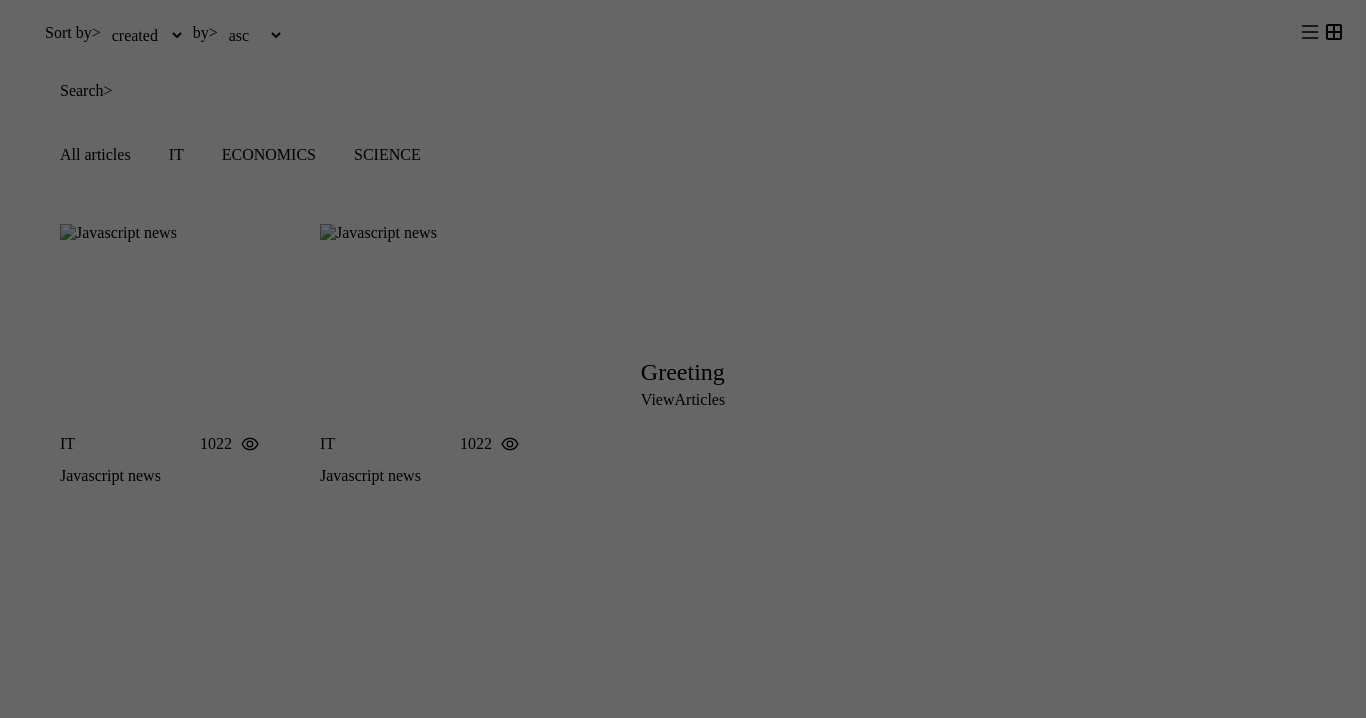 Sort by> created by> asc
Search>
All articles IT ECONOMICS SCIENCE
Javascript news Javascript news
Greeting
ViewArticles
IT 1022 IT 1022
Javascript news Javascript news